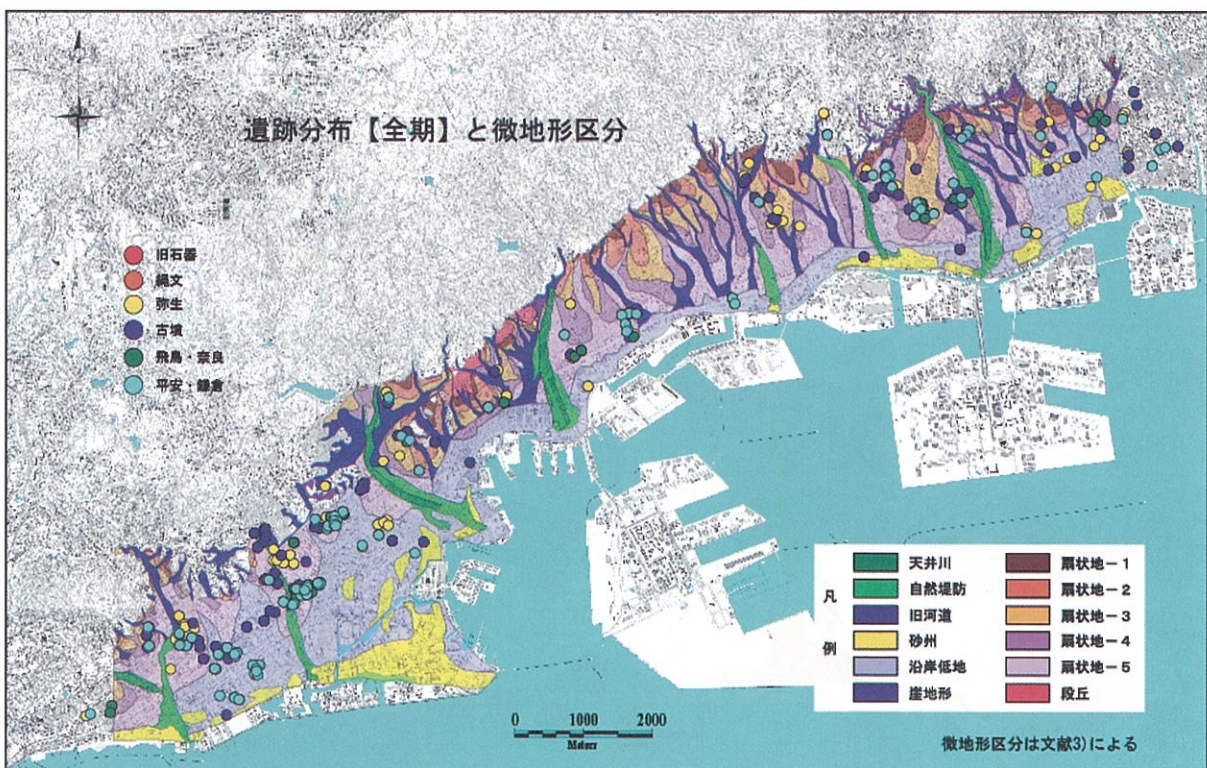 遺跡分布【全期】と微地形区分
旧石器
縄文
弥生
古墳
飛鳥・奈良
平安・鎌倉
凡例
天井川
自然堤防
旧河道
砂州
沿岸低地
崖地形
扇状地－1
扇状地－2
扇状地－3
扇状地－4
扇状地－5
段丘
0 1000 2000
Meter
微地形区分は文献3)による